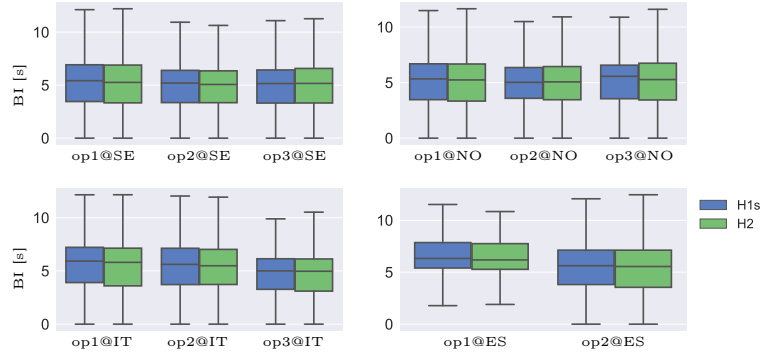 BI [s]
10
5
0
op1@SE op2@SE op3@SE
10
5
0
op1@NO op2@NO op3@NO
BI [s]
10
5
0
op1@IT op2@IT op3@IT
10
5
0
op1@ES op2@ES
H1s
H2